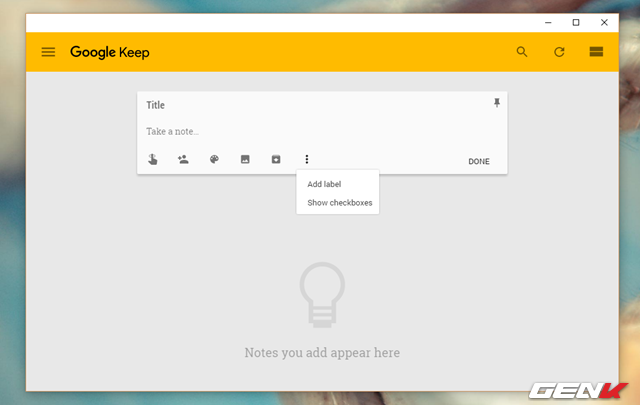 Google Keep
Title
Take a note...
DONE
Add label
Show checkboxes
Notes you add appear here
GENK